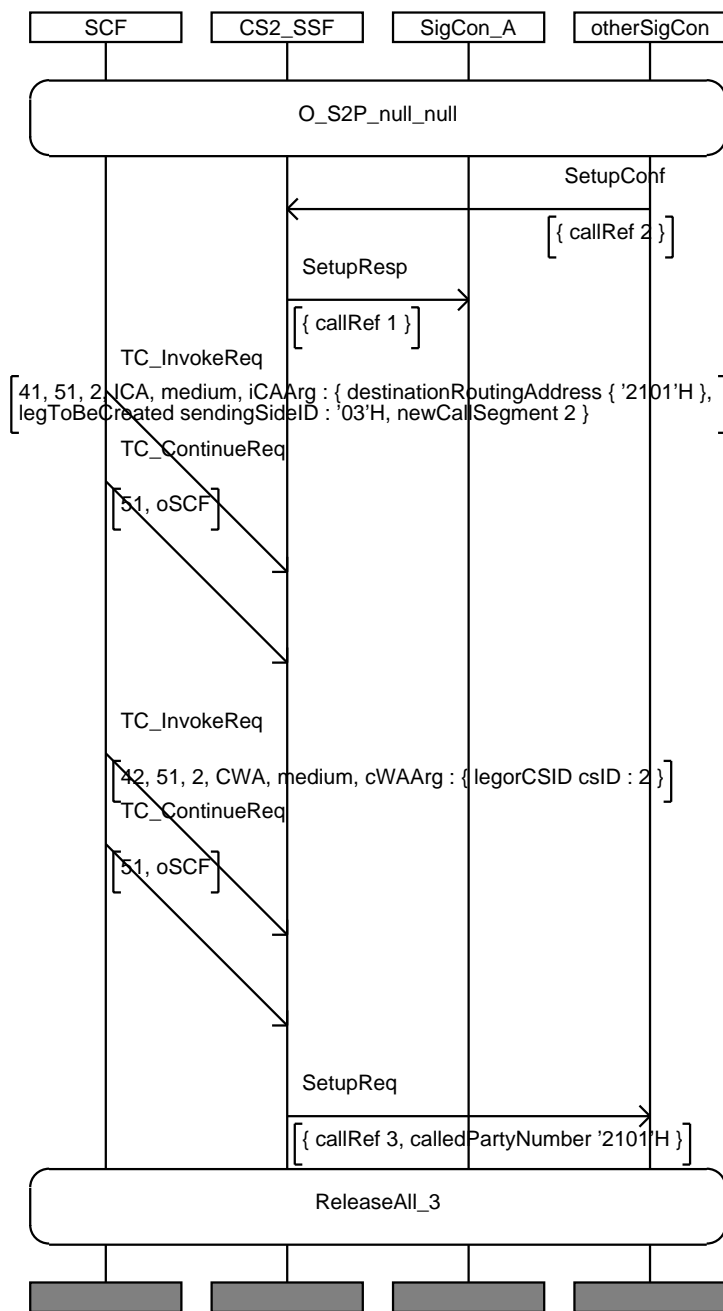 SCF
CS2_SSF
SigCon_A
otherSigCon
O_S2P_null_null
SetupConf
{ callRef 2 }
SetupResp
{ callRef 1 }
TC_InvokeReq
41, 51, 2, ICA, medium, iCAArg : { destinationRoutingAddress { '2101'H },
legToBeCreated sendingSideID : '03'H, newCallSegment 2 }
TC_ContinueReq
51, oSCF
TC_InvokeReq
42, 51, 2, CWA, medium, cWAArg : { legorCSID csID : 2 }
TC_ContinueReq
51, oSCF
SetupReq
{ callRef 3, calledPartyNumber '2101'H }
ReleaseAll_3